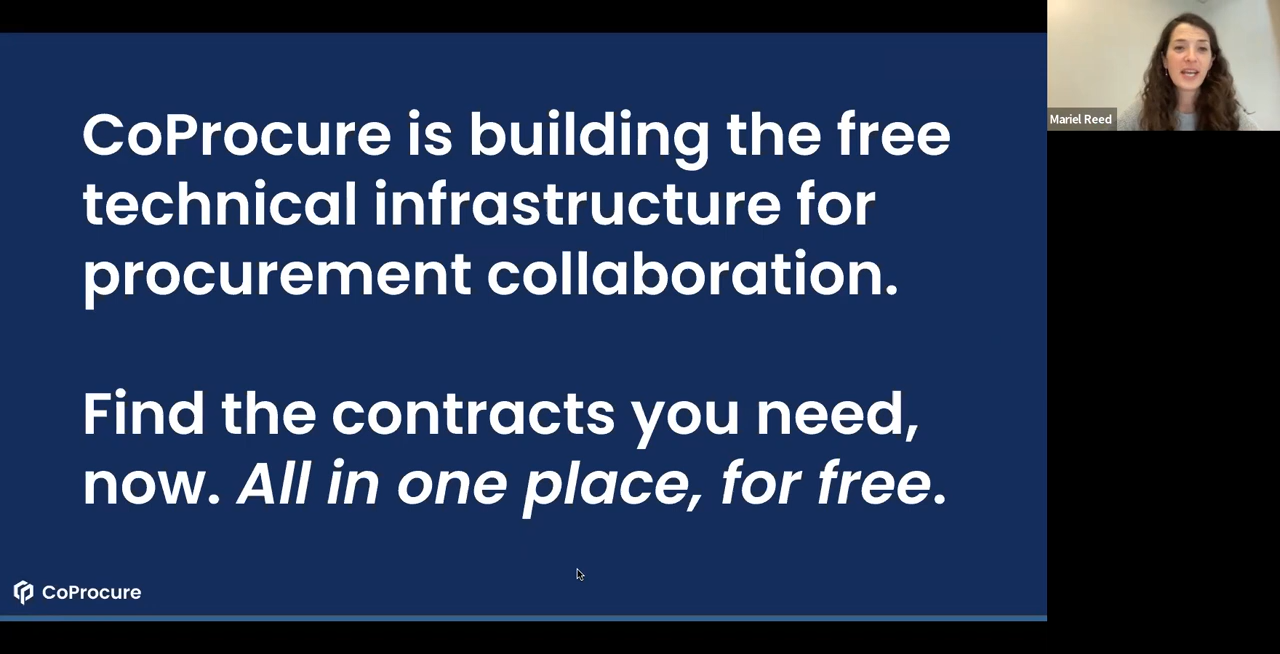 CoProcure is building the free
technical infrastructure for
procurement collaboration.
Find the contracts you need,
now. All in one place, for free.
CoProcure
Mariel Reed